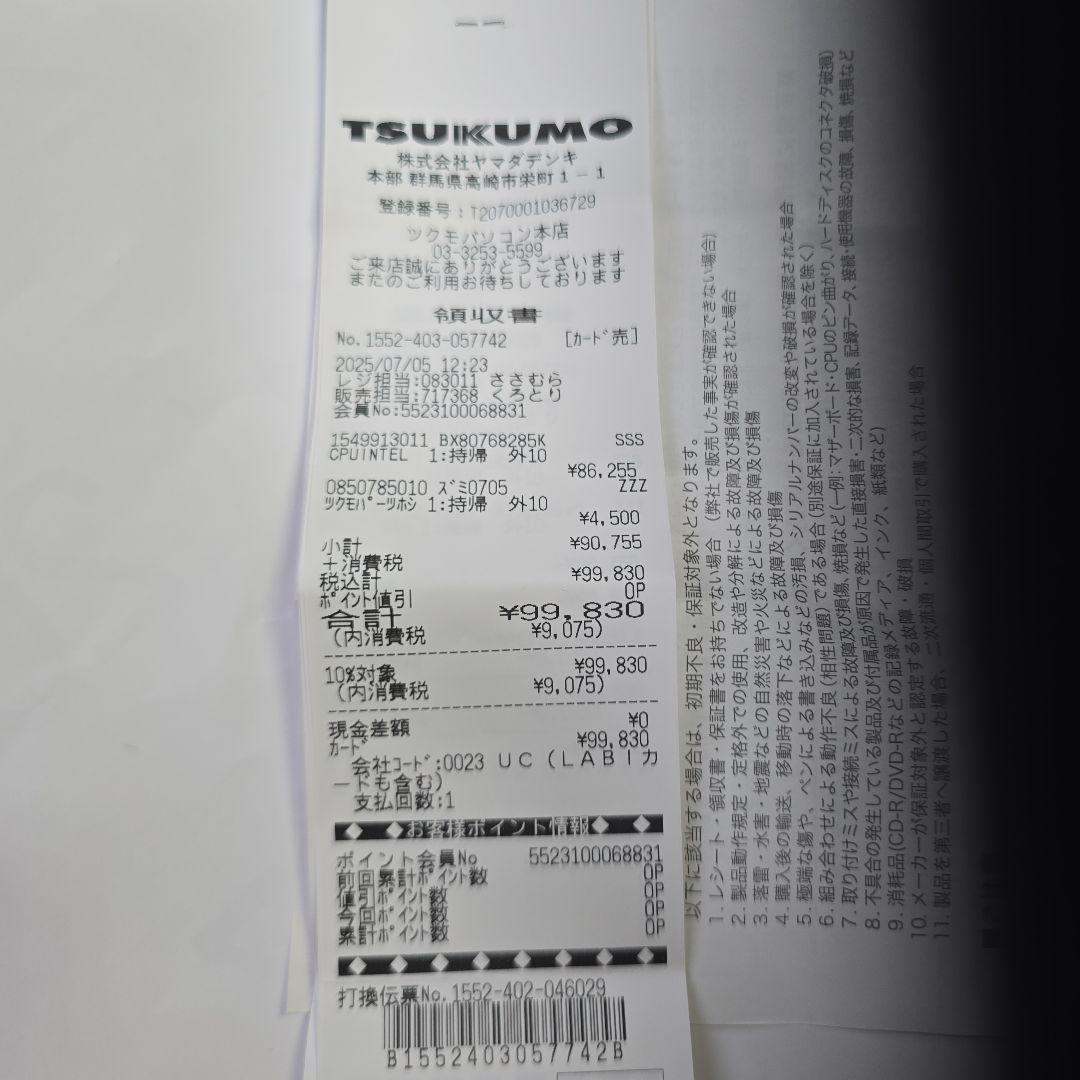 TSUKUMO
株式会社ヤマダデンキ
本部 群馬県高崎市栄町1-1
登録番号:T2070001036729
ツクモパソコン本店
03-3253-5599
ご来店誠にありがとうございます
またのご利用お待ちしております
領収書
No.1552-403-057742 [カード売]
2025/07/05 12:23
レジ担当:083011 ささむら
販売担当:717368 くろとり
会員No:5523100068831
1549913011 BX80768285K SSS
CPUINTEL 1:持帰 外10
¥86,255
0850785010 ズミ0705 ZZZ
ツクモパーツホシ 1:持帰 外10
¥4,500
小計 ¥90,755
+消費税
税込計 ¥99,830
ポイント値引 0P
合計 ¥99,830
(内消費税 ¥9,075)
10%対象 ¥99,830
(内消費税 ¥9,075)
現金差額 ¥0
カード ¥99,830
会社コード:0023 UC(LABIカ
ードも含む)
支払回数:1
お客様ポイント情報
ポイント会員No 5523100068831
前回累計ポイント数 0P
値引ポイント数 0P
今回ポイント数 0P
累計ポイント数 0P
打換伝票No.1552-402-046029
B155240305​7742B
以下に該当する場合は、初期不良・保証対象外となります。
1. レシート・領収書・保証書をお持ちでない場合 (弊社で販売した事実が確認できない場合)
2. 製品動作規定・定格外での使用、改造や分解による故障及び損傷が確認された場合
3. 落雷・水害・地震などの自然災害や火災などによる故障及び損傷
4. 購入後の輸送、移動時の落下などによる故障及び損傷
5. 極端な傷や、ペンによる書き込みなどの汚損、シリアルナンバーの改変や破損が確認された場合
6. 組み合わせによる動作不良(相性問題)である場合(別途保証に加入されている場合を除く)
7. 取り付けミスや接続ミスによる故障及び損傷、焼損など(一例:マザーボード・CPUのピン曲がり、ハードディスクのコネクタ破損)
8. 不具合の発生している製品及び付属品が原因で発生した直接損害・二次的な損害、記録データ、接続・使用機器の故障、損傷、焼損など
9. 消耗品(CD-R/DVD-Rなどの記録メディア、インク、紙類など)
10. メーカーが保証対象外と認定する故障・破損
11. 製品を第三者へ譲渡した場合、二次流通・個人間取引で購入された場合